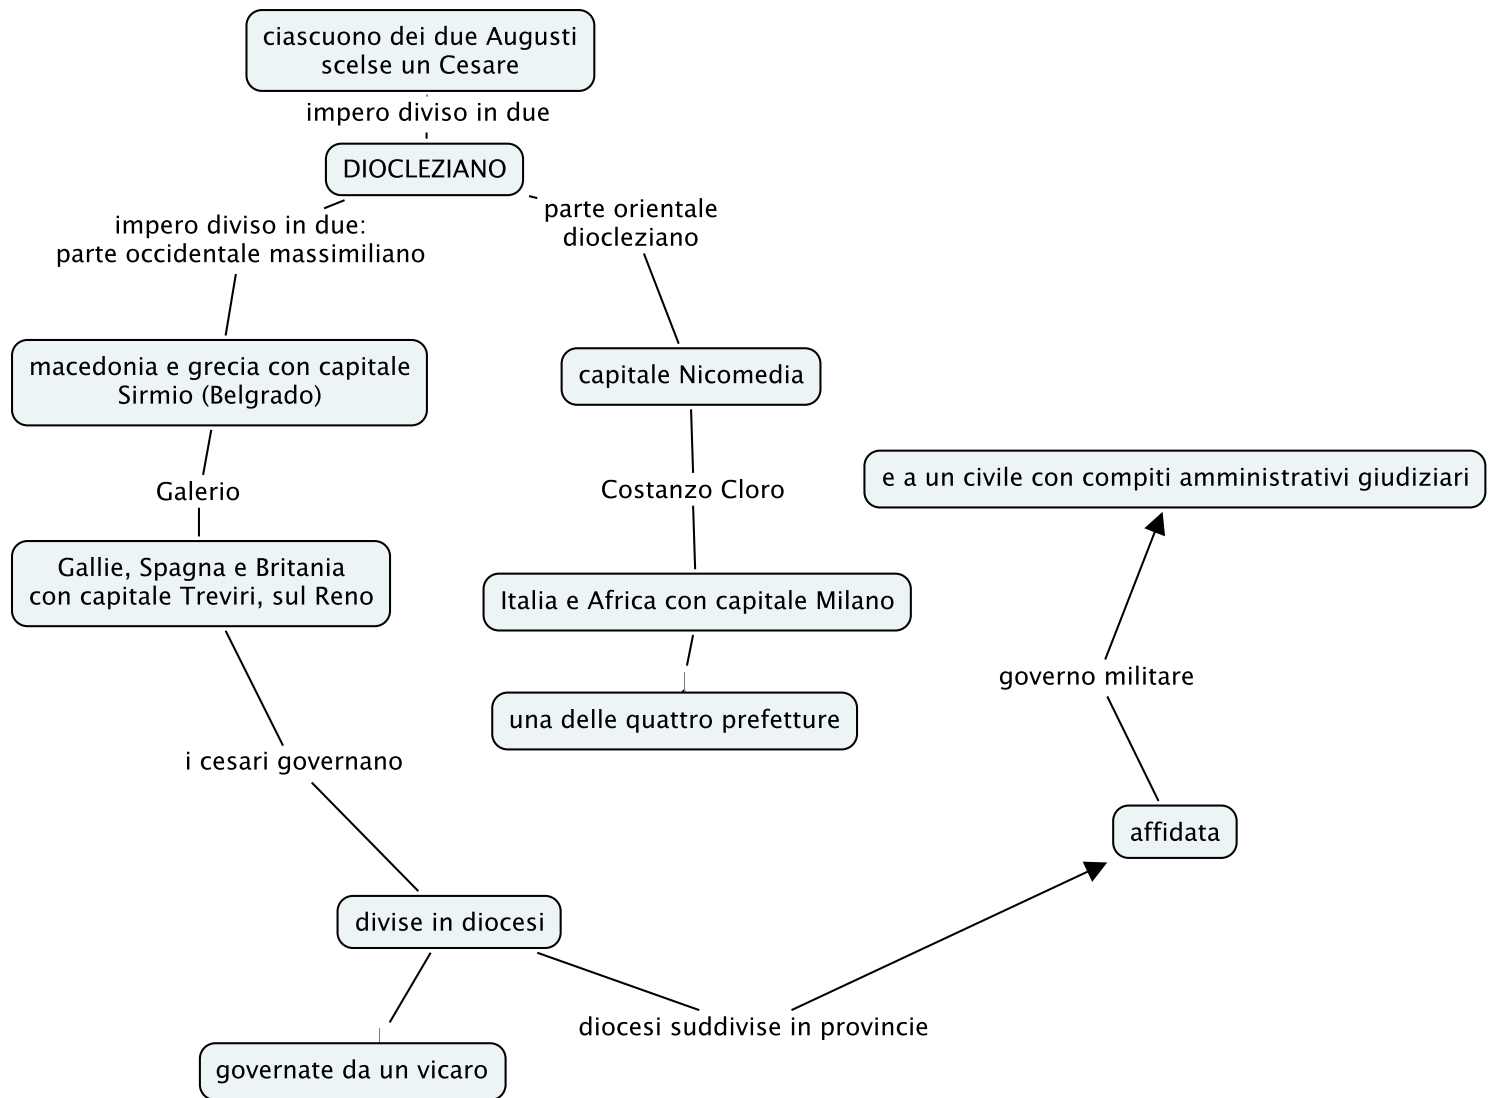 ciascuono dei due Augusti
scelse un Cesare
impero diviso in due
DIOCLEZIANO
impero diviso in due:
parte occidentale massimiliano
parte orientale
diocleziano
macedonia e grecia con capitale
Sirmio (Belgrado)
capitale Nicomedia
Galerio
Costanzo Cloro
e a un civile con compiti amministrativi giudiziari
Gallie, Spagna e Britania
con capitale Treviri, sul Reno
Italia e Africa con capitale Milano
una delle quattro prefetture
governo militare
i cesari governano
affidata
divise in diocesi
diocesi suddivise in provincie
governate da un vicaro